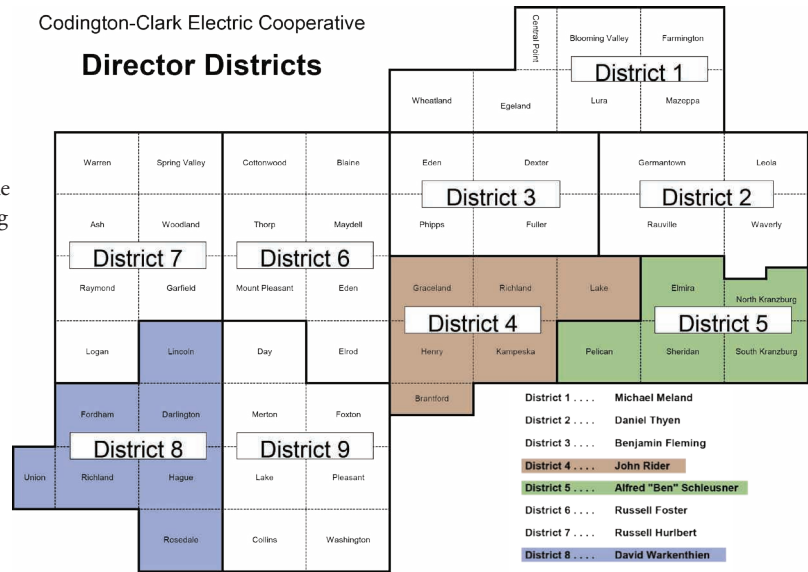 Codington-Clark Electric Cooperative
Director Districts
Central Point
Blooming Valley
Farmington
District 1
Wheatland
Egeland
Lura
Mazoppa
Warren
Spring Valley
Cottonwood
Blaine
Eden
Dexter
Germantown
Leola
District 3
District 2
Ash
Woodland
Thorp
Maydell
Phipps
Fuller
Rauville
Waverly
District 7
District 6
Raymond
Garfield
Mount Pleasant
Eden
Graceland
Richland
Lake
Elmira
North Kranzburg
District 4
District 5
Logan
Lincoln
Day
Elrod
Henry
Kampeska
Pelican
Sheridan
South Kranzburg
Brantford
Fordham
Darlington
Merton
Foxton
District 8
District 9
Union
Richland
Hague
Lake
Pleasant
Rosedale
Collins
Washington
District 1 . . . . Michael Meland
District 2 . . . . Daniel Thyen
District 3 . . . . Benjamin Fleming
District 4 . . . . John Rider
District 5 . . . . Alfred "Ben" Schleusner
District 6 . . . . Russell Foster
District 7 . . . . Russell Hurlbert
District 8 . . . . David Warkenthien